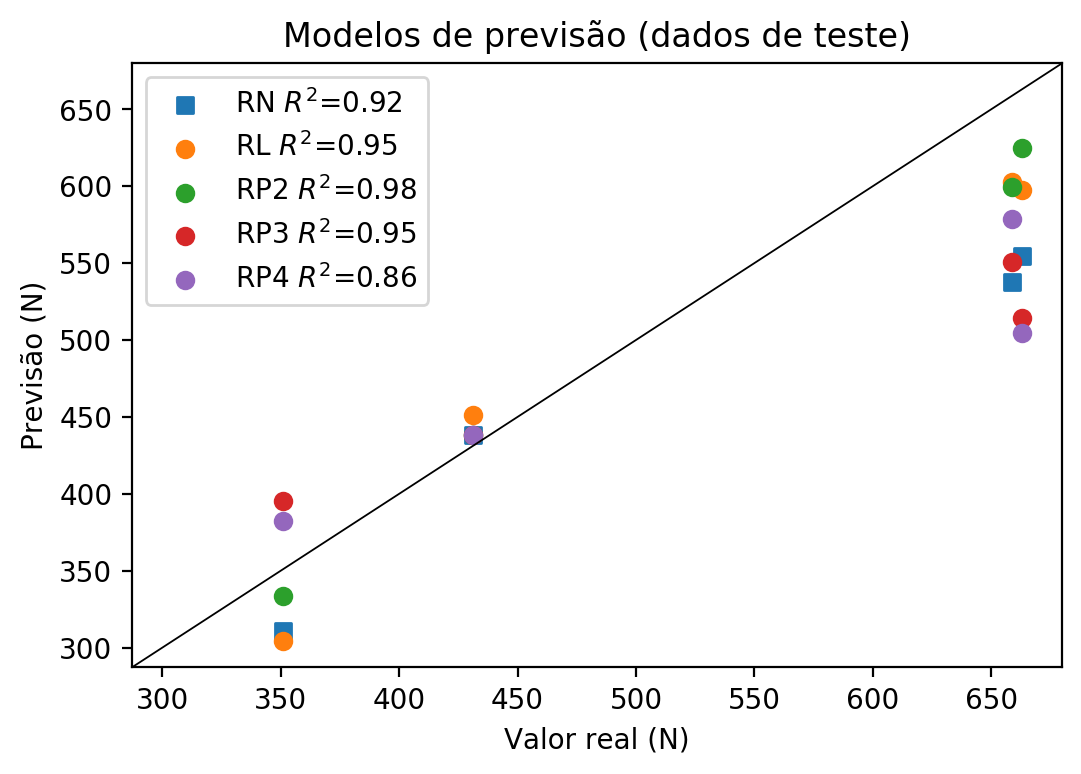 Modelos de previsão (dados de teste)
RN R²=0.92
RL R²=0.95
RP2 R²=0.98
RP3 R²=0.95
RP4 R²=0.86
Previsão (N)
650
600
550
500
450
400
350
300
300 350 400 450 500 550 600 650
Valor real (N)